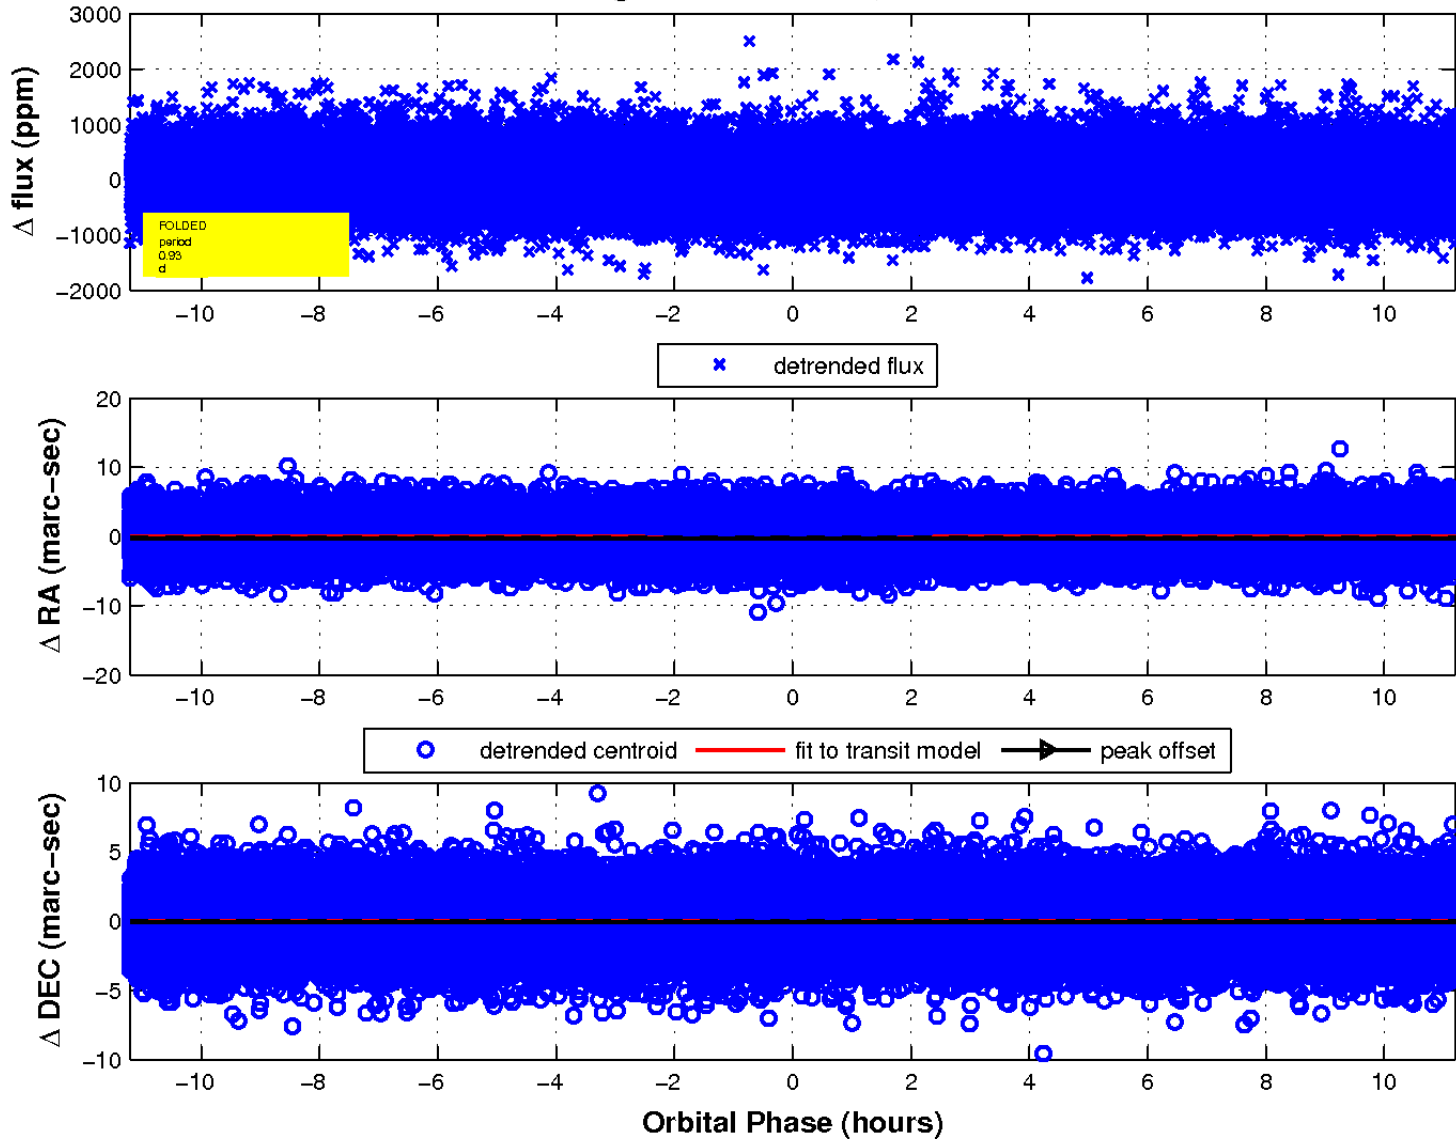 3000
2000
1000
0
−1000
−2000
Δ flux (ppm)
FOLDED
period
0.93
d
−10 −8 −6 −4 −2 0 2 4 6 8 10
detrended flux
20
10
0
−10
−20
Δ RA (marc−sec)
−10 −8 −6 −4 −2 0 2 4 6 8 10
detrended centroid fit to transit model peak offset
10
5
0
−5
−10
Δ DEC (marc−sec)
−10 −8 −6 −4 −2 0 2 4 6 8 10
Orbital Phase (hours)